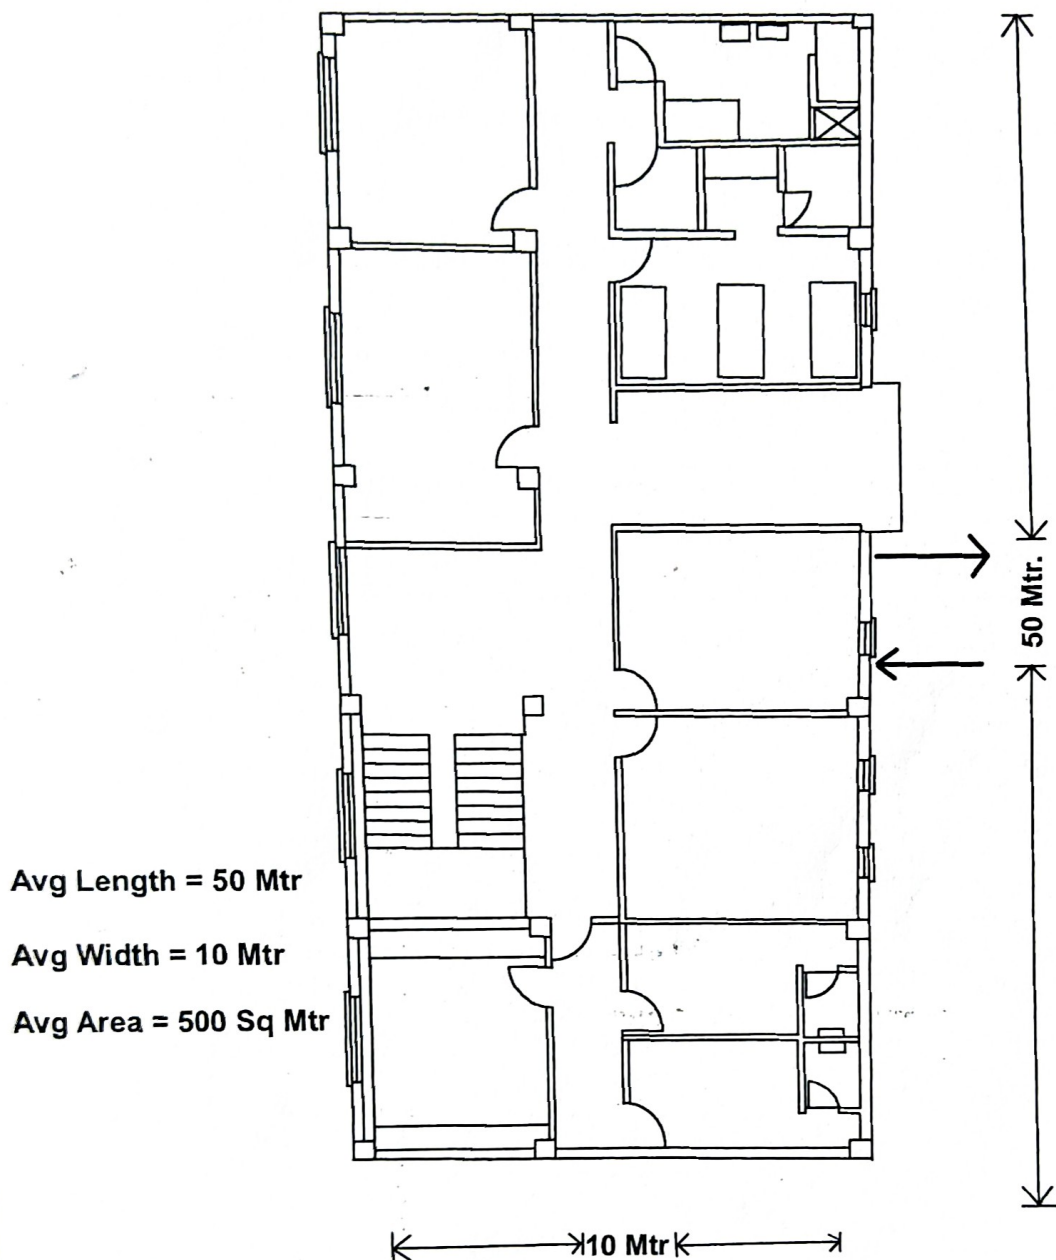 50 Mtr.
Avg Length = 50 Mtr
Avg Width = 10 Mtr
Avg Area = 500 Sq Mtr
10 Mtr